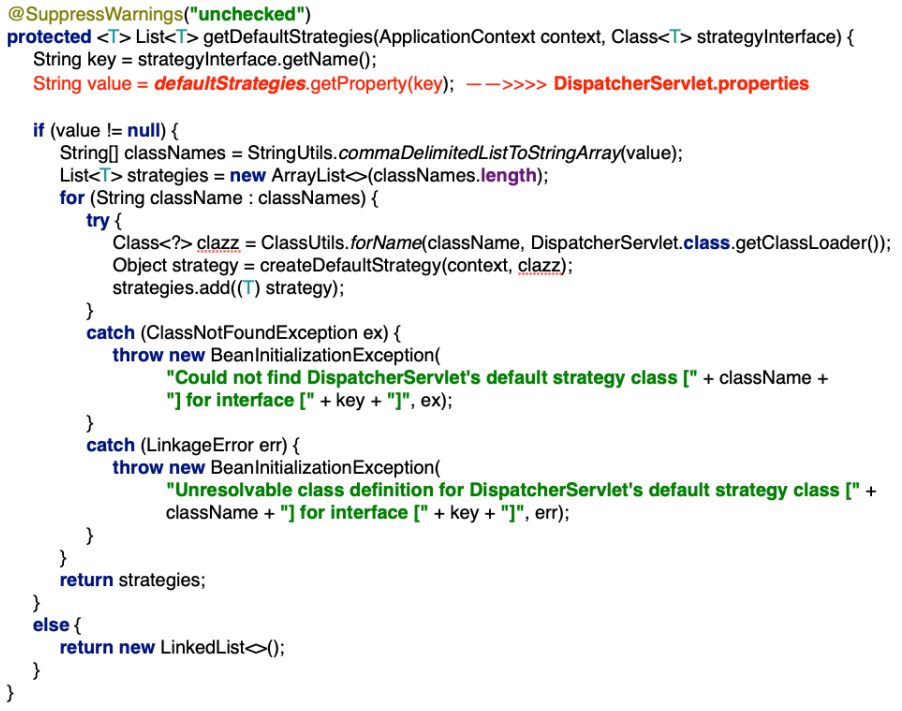 @SuppressWarnings("unchecked")
protected <T> List<T> getDefaultStrategies(ApplicationContext context, Class<T> strategyInterface) {
String key = strategyInterface.getName();
String value = defaultStrategies.getProperty(key); ——>>>> DispatcherServlet.properties
if (value != null) {
String[] classNames = StringUtils.commaDelimitedListToStringArray(value);
List<T> strategies = new ArrayList<>(classNames.length);
for (String className : classNames) {
try {
Class<?> clazz = ClassUtils.forName(className, DispatcherServlet.class.getClassLoader());
Object strategy = createDefaultStrategy(context, clazz);
strategies.add((T) strategy);
}
catch (ClassNotFoundException ex) {
throw new BeanInitializationException(
"Could not find DispatcherServlet's default strategy class [" + className +
"] for interface [" + key + "]", ex);
}
catch (LinkageError err) {
throw new BeanInitializationException(
"Unresolvable class definition for DispatcherServlet's default strategy class [" +
className + "] for interface [" + key + "]", err);
}
}
return strategies;
}
else {
return new LinkedList<>();
}
}